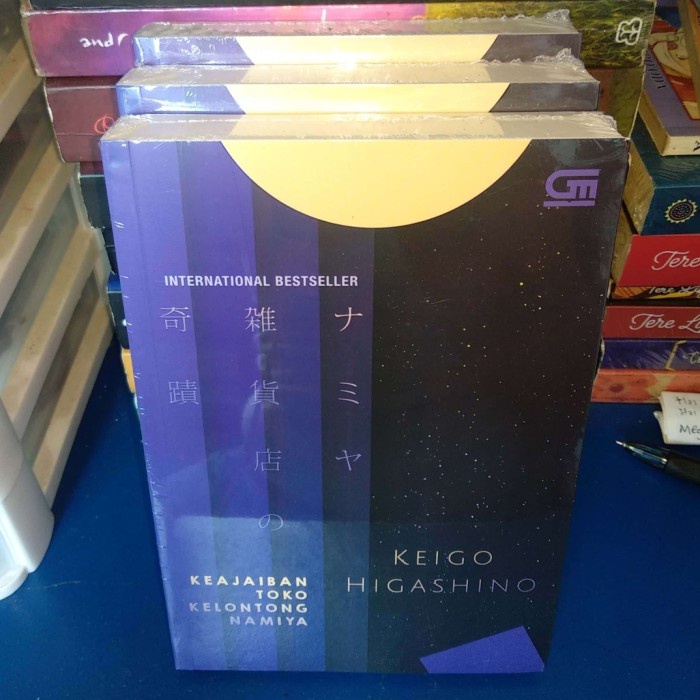 GM
INTERNATIONAL BESTSELLER
ナミヤ
雑貨店の
奇蹟
KEIGO
HIGASHINO
KEAJAIBAN
TOKO
KELONTONG
NAMIYA
Tere
Tere Li